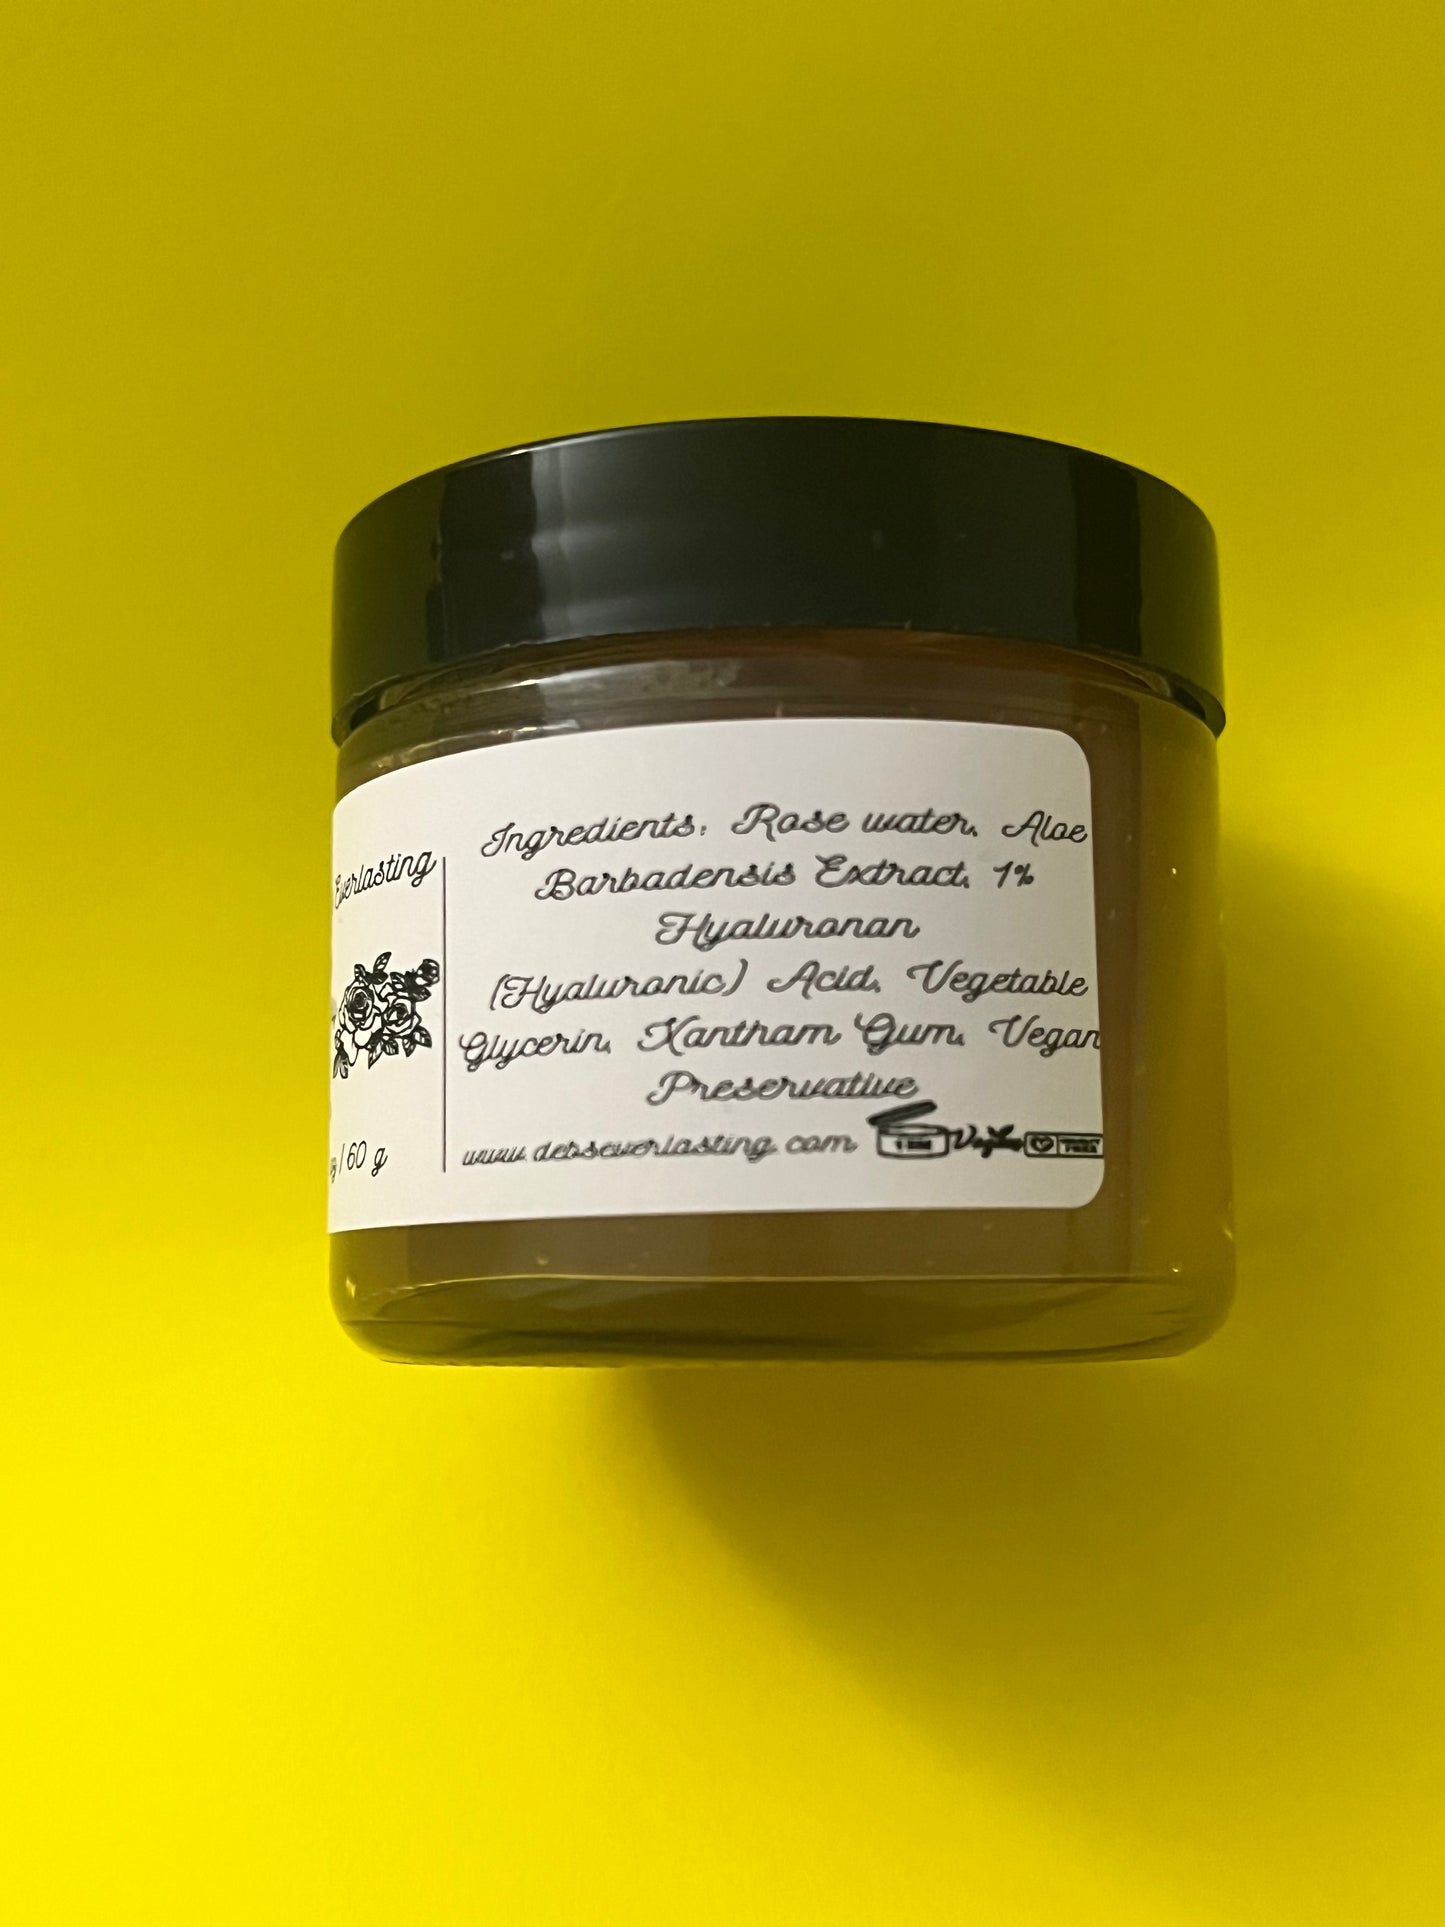 Everlasting
/ 60 g
Ingredients: Rose water, Aloe
Barbadensis Extract, 1%
Hyaluronan
(Hyaluronic) Acid, Vegetable
Glycerin, Xantham Gum, Vegan
Preservative
www.debseverlasting.com